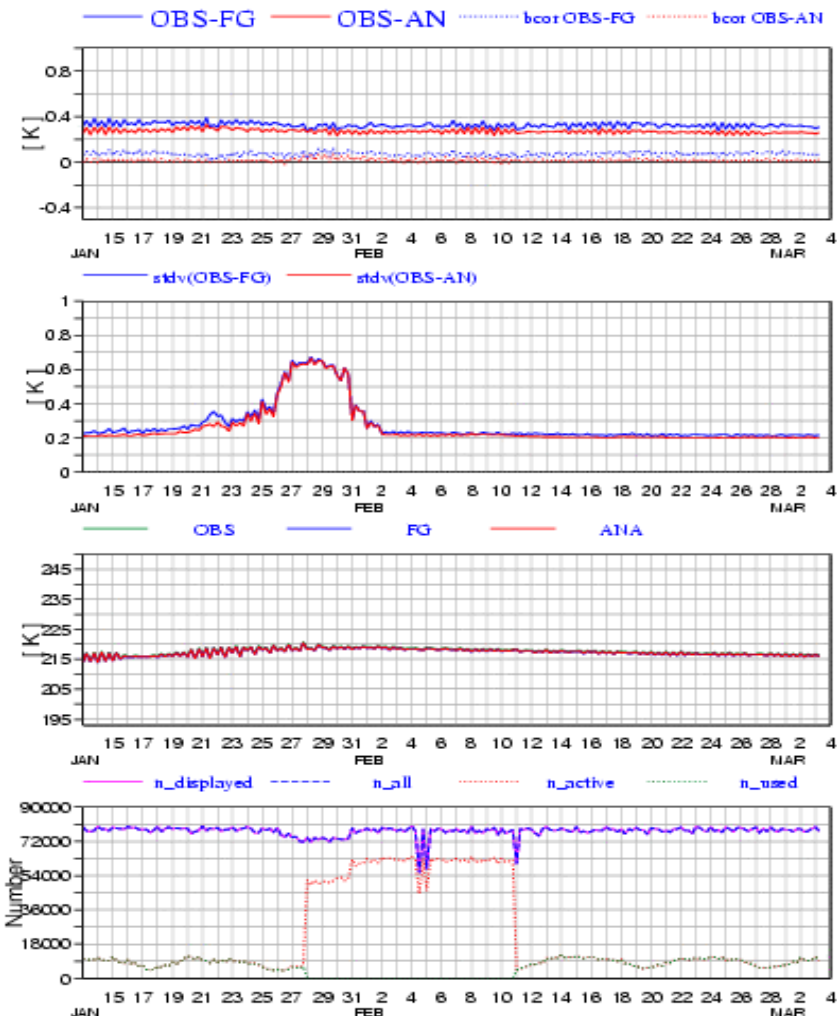 OBS-FG OBS-AN bcor OBS-FG bcor OBS-AN
0.8
0.4
0
-0.4
[ K ]
15 17 19 21 23 25 27 29 31 2 4 6 8 10 12 14 16 18 20 22 24 26 28 2 4
JAN FEB MAR
stdv(OBS-FG) stdv(OBS-AN)
1
0.8
0.6
0.4
0.2
0
[ K ]
15 17 19 21 23 25 27 29 31 2 4 6 8 10 12 14 16 18 20 22 24 26 28 2 4
JAN FEB MAR
OBS FG ANA
245
235
225
215
205
195
[ K ]
15 17 19 21 23 25 27 29 31 2 4 6 8 10 12 14 16 18 20 22 24 26 28 2 4
JAN FEB MAR
n_displayed n_all n_active n_used
90000
72000
54000
36000
18000
0
Number
15 17 19 21 23 25 27 29 31 2 4 6 8 10 12 14 16 18 20 22 24 26 28 2 4
JAN FEB MAR